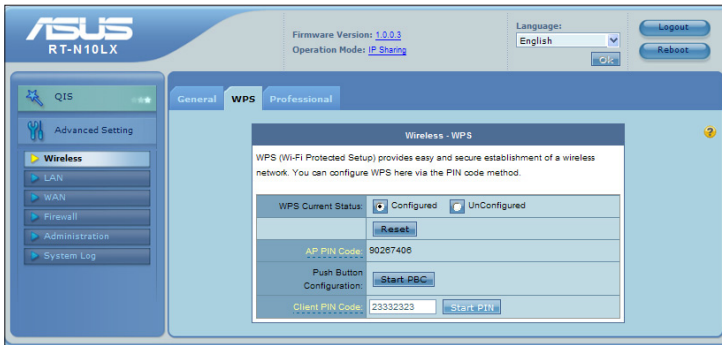 ASUS
RT-N10LX
Firmware Version: 1.0.0.3
Operation Mode: IP Sharing
Language:
English
Ok
Logout
Reboot
QIS
Advanced Setting
Wireless
LAN
WAN
Firewall
Administration
System Log
General WPS Professional
Wireless - WPS
WPS (Wi-Fi Protected Setup) provides easy and secure establishment of a wireless
network. You can configure WPS here via the PIN code method.
WPS Current Status: Configured UnConfigured
Reset
AP PIN Code: 90267406
Push Button
Configuration: Start PBC
Client PIN Code: 23332323 Start PIN
?